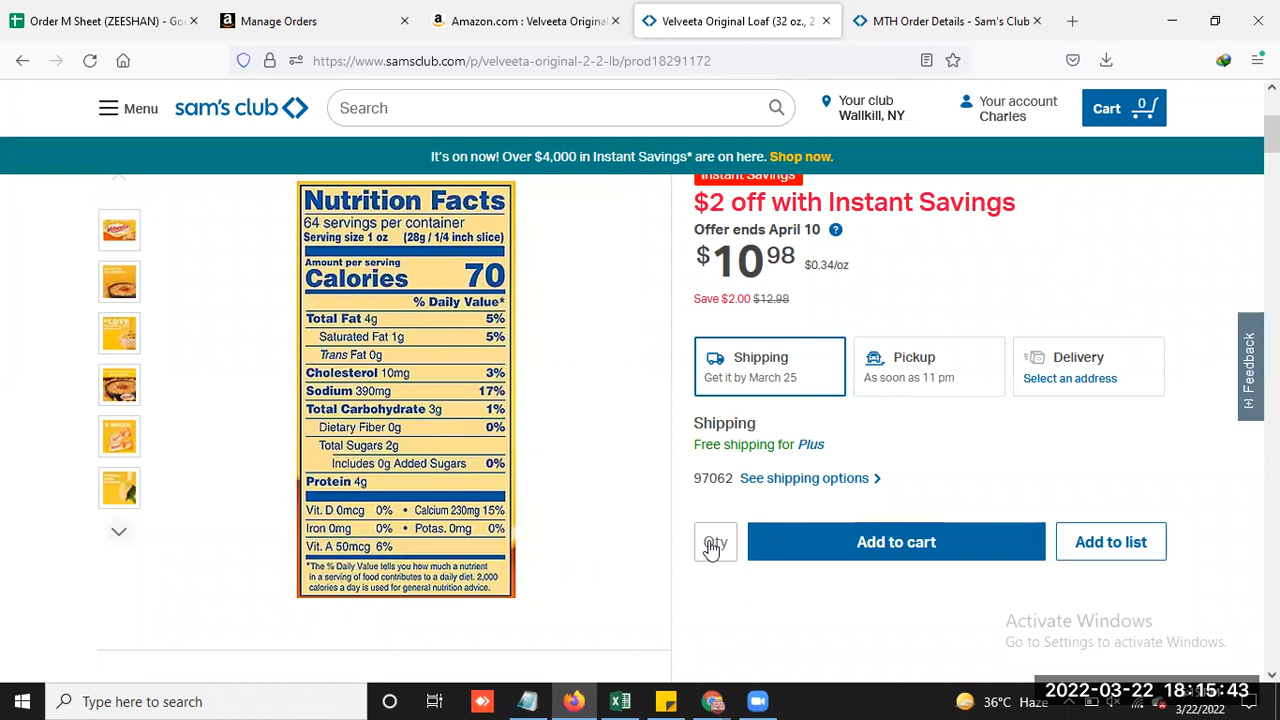 Order M Sheet (ZEESHAN) - Goo
Manage Orders
Amazon.com : Velveeta Original
Velveeta Original Loaf (32 oz., 2
MTH Order Details - Sam's Club
https://www.samsclub.com/p/velveeta-original-2-2-lb/prod18291172
Menu
sam's club
Search
Your club
Wallkill, NY
Your account
Charles
Cart 0
It's on now! Over $4,000 in Instant Savings* are on here. Shop now.
Nutrition Facts
64 servings per container
Serving size 1 oz (28g / 1/4 inch slice)
Amount per serving
Calories 70
% Daily Value*
Total Fat 4g 5%
Saturated Fat 1g 5%
Trans Fat 0g
Cholesterol 10mg 3%
Sodium 390mg 17%
Total Carbohydrate 3g 1%
Dietary Fiber 0g 0%
Total Sugars 2g
Includes 0g Added Sugars 0%
Protein 4g
Vit. D 0mcg 0% • Calcium 230mg 15%
Iron 0mg 0% • Potas. 0mg 0%
Vit. A 50mcg 6%
*The % Daily Value tells you how much a nutrient
in a serving of food contributes to a daily diet. 2,000
calories a day is used for general nutrition advice.
Instant Savings
$2 off with Instant Savings
Offer ends April 10
$10 98 $0.34/oz
Save $2.00 $12.98
Shipping
Get it by March 25
Pickup
As soon as 11 pm
Delivery
Select an address
Shipping
Free shipping for Plus
97062 See shipping options
Qty
Add to cart
Add to list
[+] Feedback
Activate Windows
Go to Settings to activate Windows.
Type here to search
36°C Haze
2022-03-22 18:15:43
3/22/2022